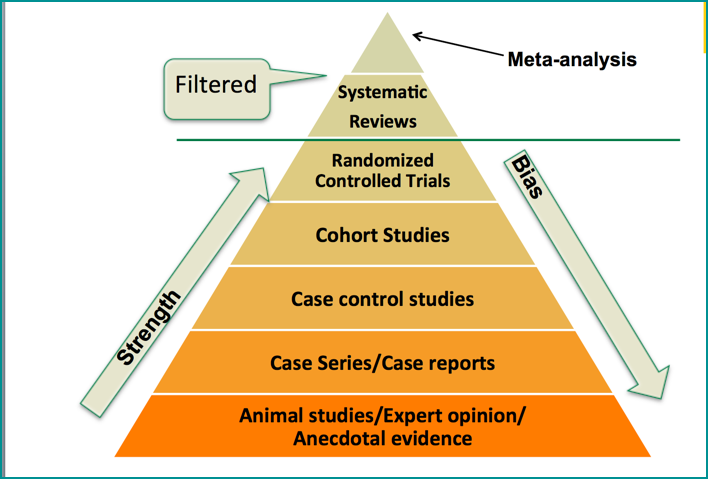 Meta-analysis
Filtered
Systematic
Reviews
Randomized
Controlled Trials
Bias
Cohort Studies
Strength
Case control studies
Case Series/Case reports
Animal studies/Expert opinion/
Anecdotal evidence